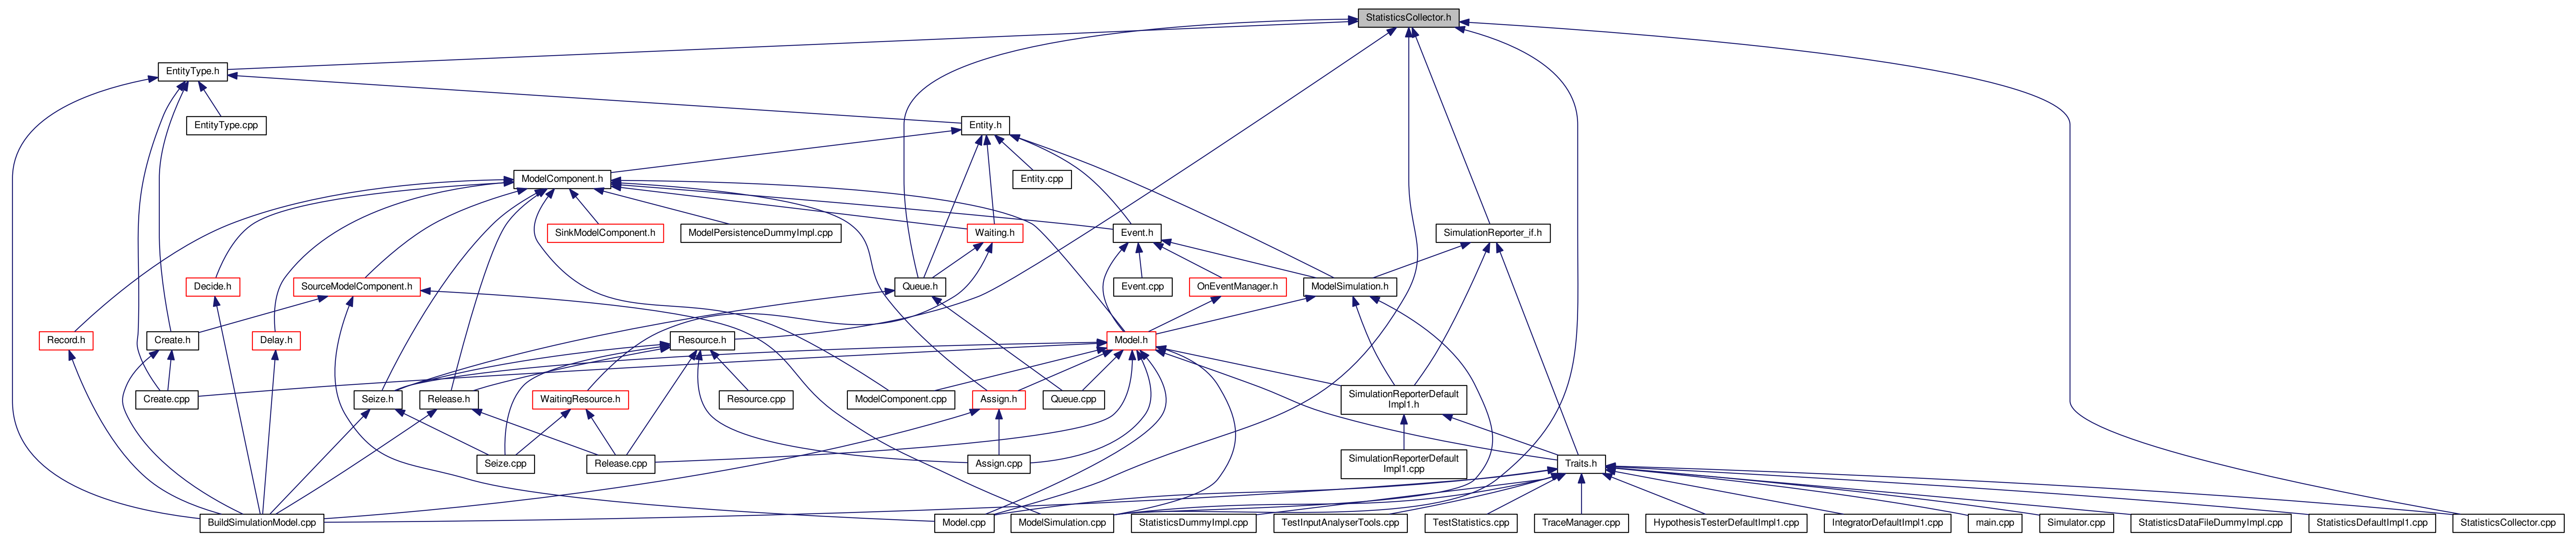 StatisticsCollector.h
EntityType.h
EntityType.cpp
Entity.h
ModelComponent.h
Entity.cpp
SinkModelComponent.h
ModelPersistenceDummyImpl.cpp
Waiting.h
Event.h
SimulationReporter_if.h
Decide.h
SourceModelComponent.h
Queue.h
Event.cpp
OnEventManager.h
ModelSimulation.h
Record.h
Create.h
Delay.h
Resource.h
Model.h
Create.cpp
Seize.h
Release.h
WaitingResource.h
Resource.cpp
ModelComponent.cpp
Assign.h
Queue.cpp
SimulationReporterDefault
Impl1.h
Seize.cpp
Release.cpp
Assign.cpp
SimulationReporterDefault
Impl1.cpp
Traits.h
BuildSimulationModel.cpp
Model.cpp
ModelSimulation.cpp
StatisticsDummyImpl.cpp
TestInputAnalyserTools.cpp
TestStatistics.cpp
TraceManager.cpp
HypothesisTesterDefaultImpl1.cpp
IntegratorDefaultImpl1.cpp
main.cpp
Simulator.cpp
StatisticsDataFileDummyImpl.cpp
StatisticsDefaultImpl1.cpp
StatisticsCollector.cpp